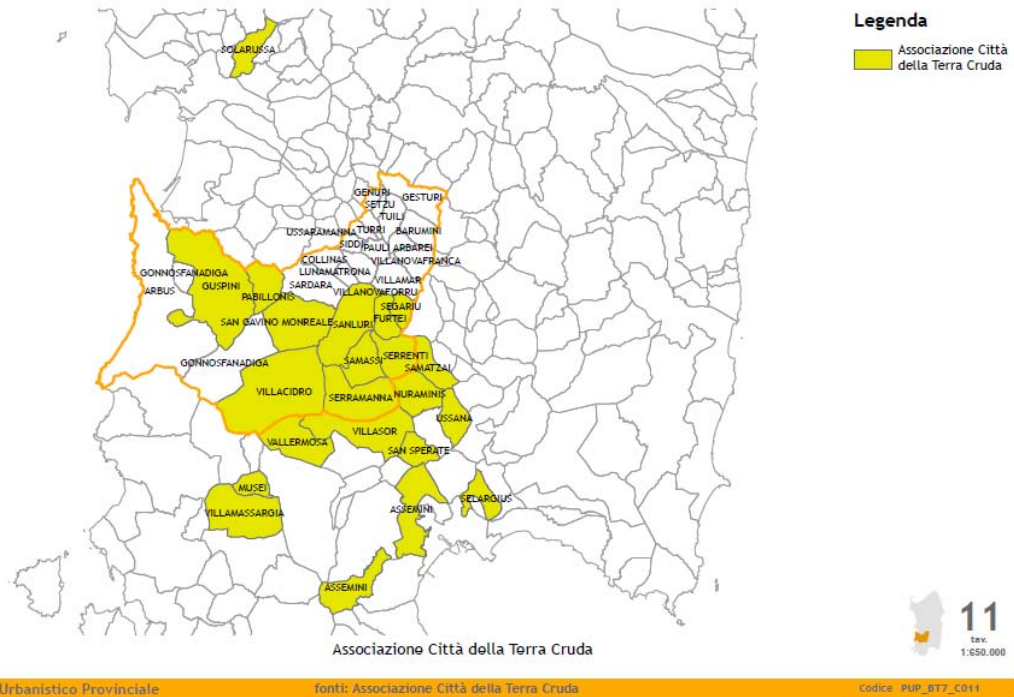 Legenda
Associazione Città
della Terra Cruda
SOLARUSSA
GENURI
GESTURI
SETZU
TUILI
USSARAMANNA
TURRI
BARUMINI
SIDDI
PAULI ARBAREI
COLLINAS
VILLANOVAFRANCA
GONNOSFANADIGA
LUNAMATRONA
ARBUS
GUSPINI
SARDARA
VILLAMAR
PABILLONIS
VILLANOVAFORRU
SEGARIU
SAN GAVINO MONREALE
SANLURI
FURTEI
GONNOSFANADIGA
SAMASSI
SERRENTI
SAMATZAI
VILLACIDRO
SERRAMANNA
NURAMINIS
USSANA
VALLERMOSA
VILLASOR
SAN SPERATE
MUSEI
VILLAMASSARGIA
ASSEMINI
SELARGIUS
ASSEMINI
Associazione Città della Terra Cruda
11
tav.
1:650.000
Urbanistico Provinciale
fonti: Associazione Città della Terra Cruda
Codice PUP_BT7_C011